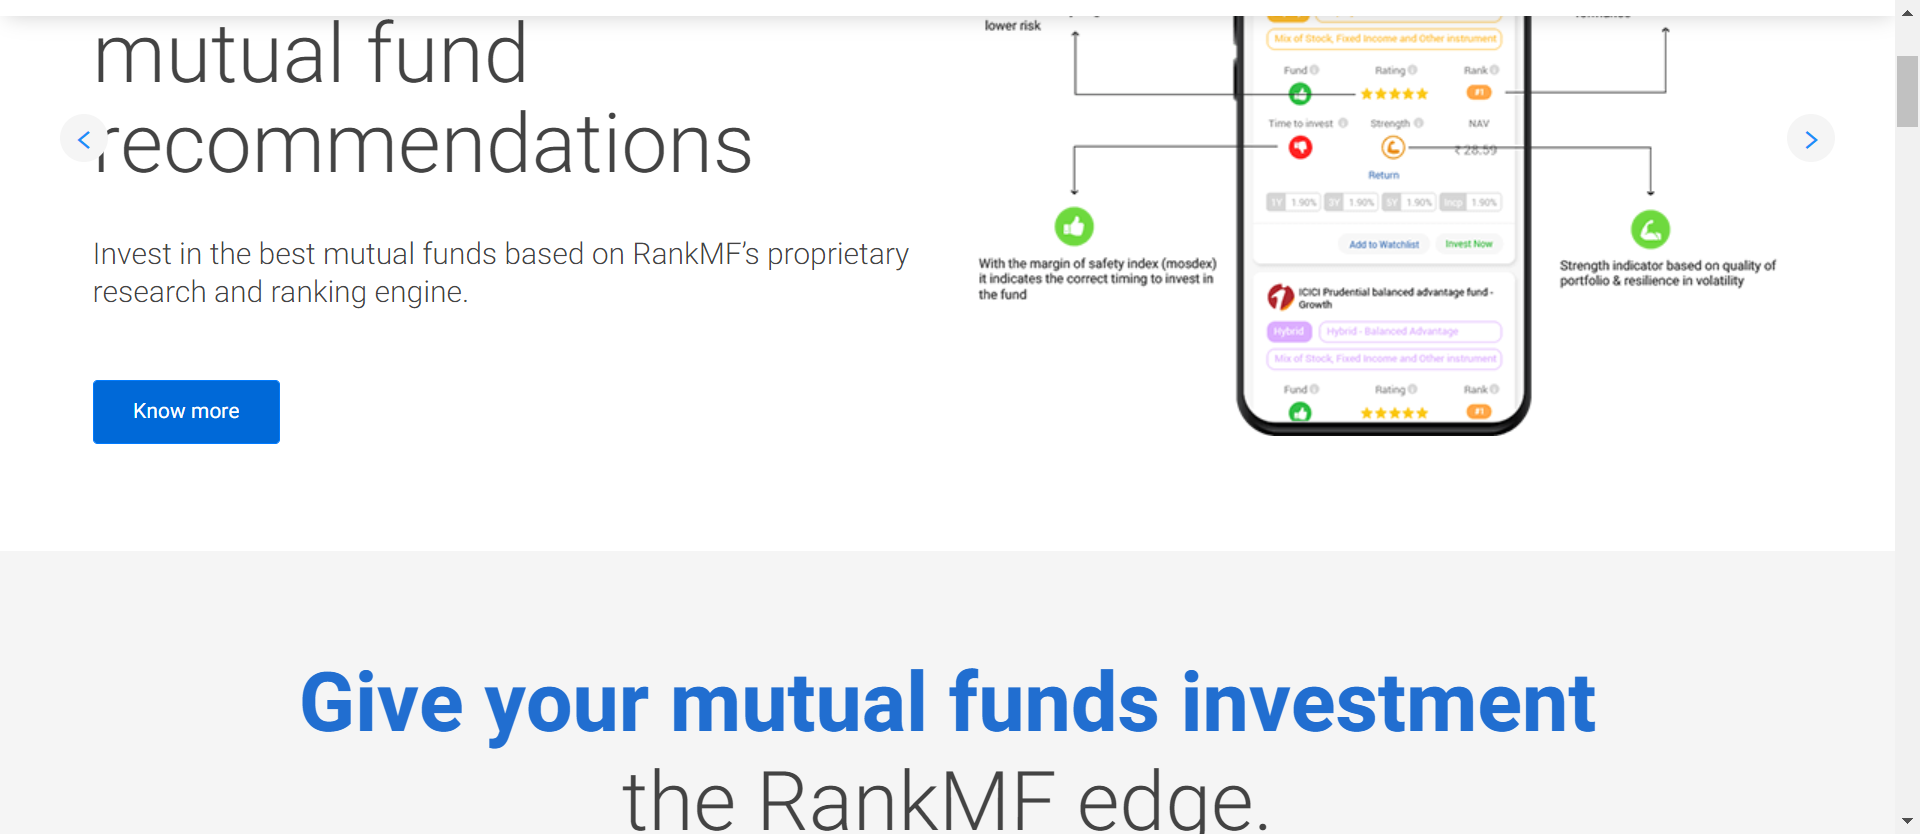 mutual fund
recommendations
Invest in the best mutual funds based on RankMF’s proprietary
research and ranking engine.
Know more
lower risk
With the margin of safety index (mosdex)
it indicates the correct timing to invest in
the fund
Mix of Stock, Fixed Income and Other instrument
Fund Rating Rank
#1
Time to invest Strength NAV
₹ 28.59
Return
1Y 1.90% 3Y 1.90% 5Y 1.90% Incp 1.90%
Add to Watchlist Invest Now
ICICI Prudential balanced advantage fund -
Growth
Hybrid Hybrid - Balanced Advantage
Mix of Stock, Fixed Income and Other instrument
Fund Rating Rank
#1
Strength indicator based on quality of
portfolio & resilience in volatility
Give your mutual funds investment
the RankMF edge.